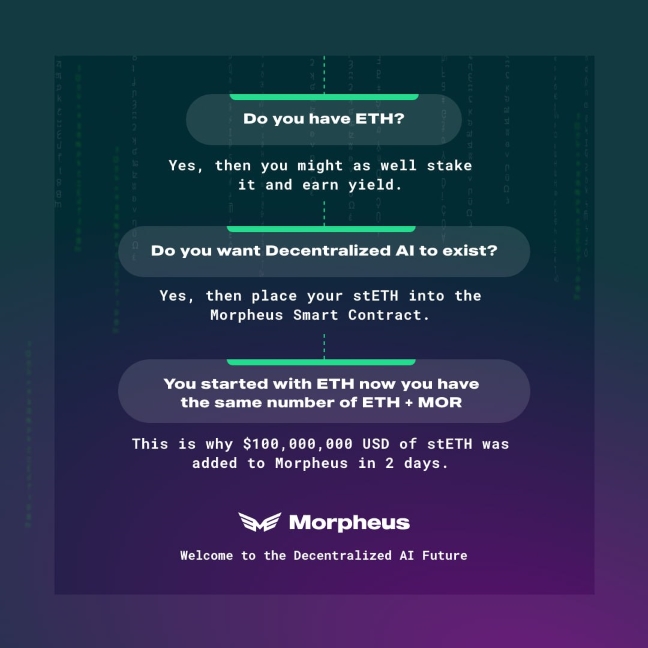 Do you have ETH?
Yes, then you might as well stake
it and earn yield.
Do you want Decentralized AI to exist?
Yes, then place your stETH into the
Morpheus Smart Contract.
You started with ETH now you have
the same number of ETH + MOR
This is why $100,000,000 USD of stETH was
added to Morpheus in 2 days.
Morpheus
Welcome to the Decentralized AI Future